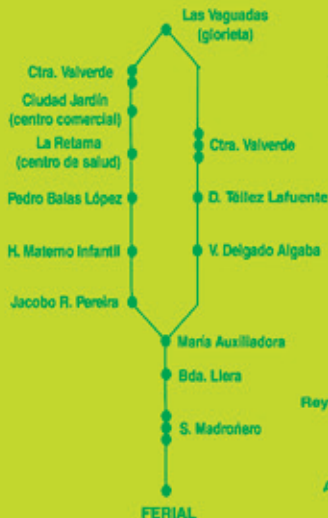 Las Vaguadas
(glorieta)
Ctra. Valverde
Ciudad Jardín
(centro comercial)
La Retama
(centro de salud)
Ctra. Valverde
Pedro Balas López
D. Téllez Lafuente
H. Materno Infantil
V. Delgado Algaba
Jacobo R. Pereira
María Auxiliadora
Bda. Llera
Rey
S. Madroñero
A
FERIAL